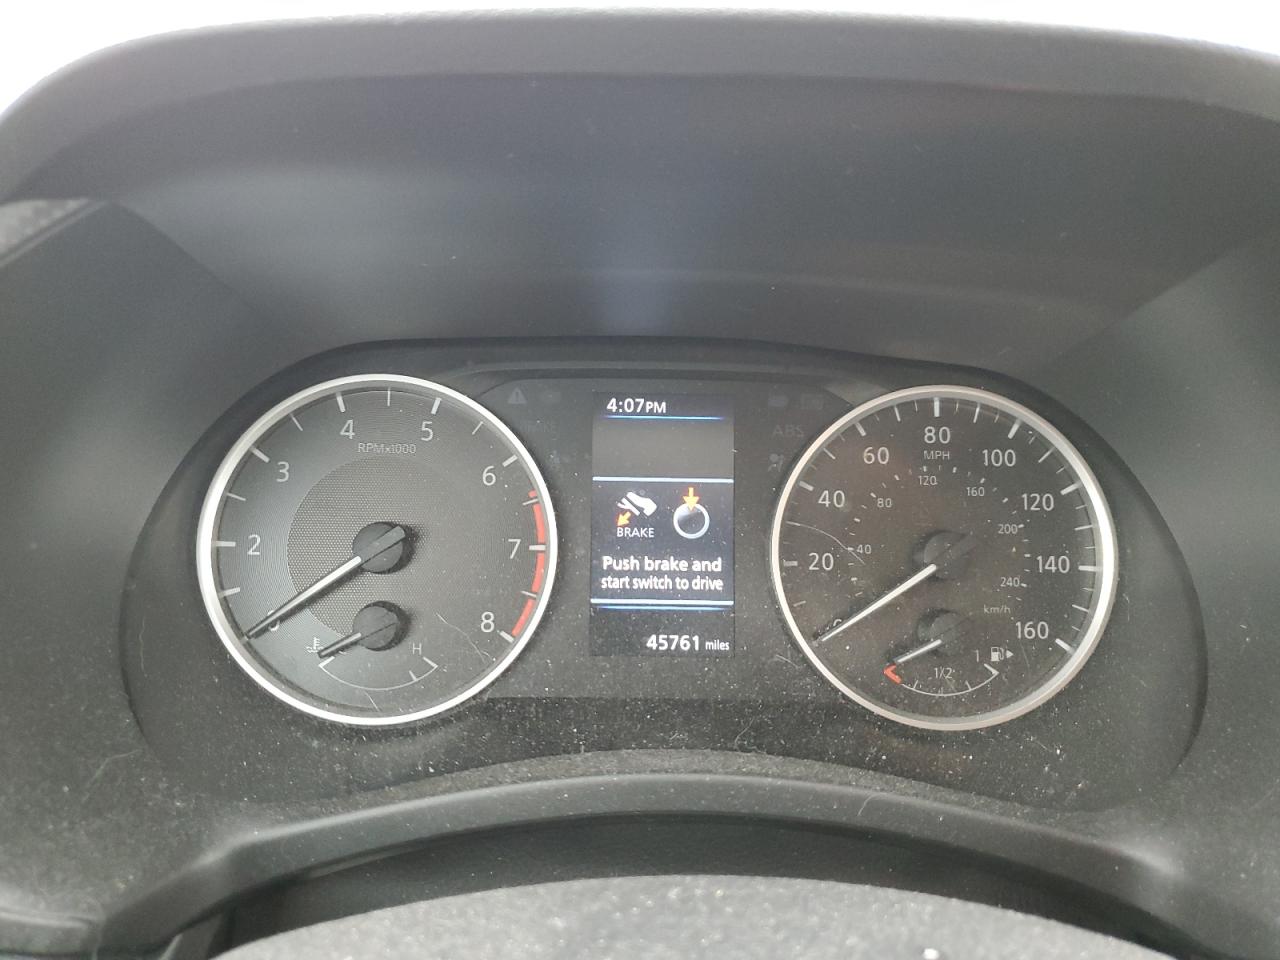 4:07PM
BRAKE
Push brake and
start switch to drive
45761 miles
2
3
4
5
6
7
8
RPMx1000
H
20
40
60
80
100
120
140
160
MPH
40
80
120
160
200
240
km/h
1/2
1
ABS